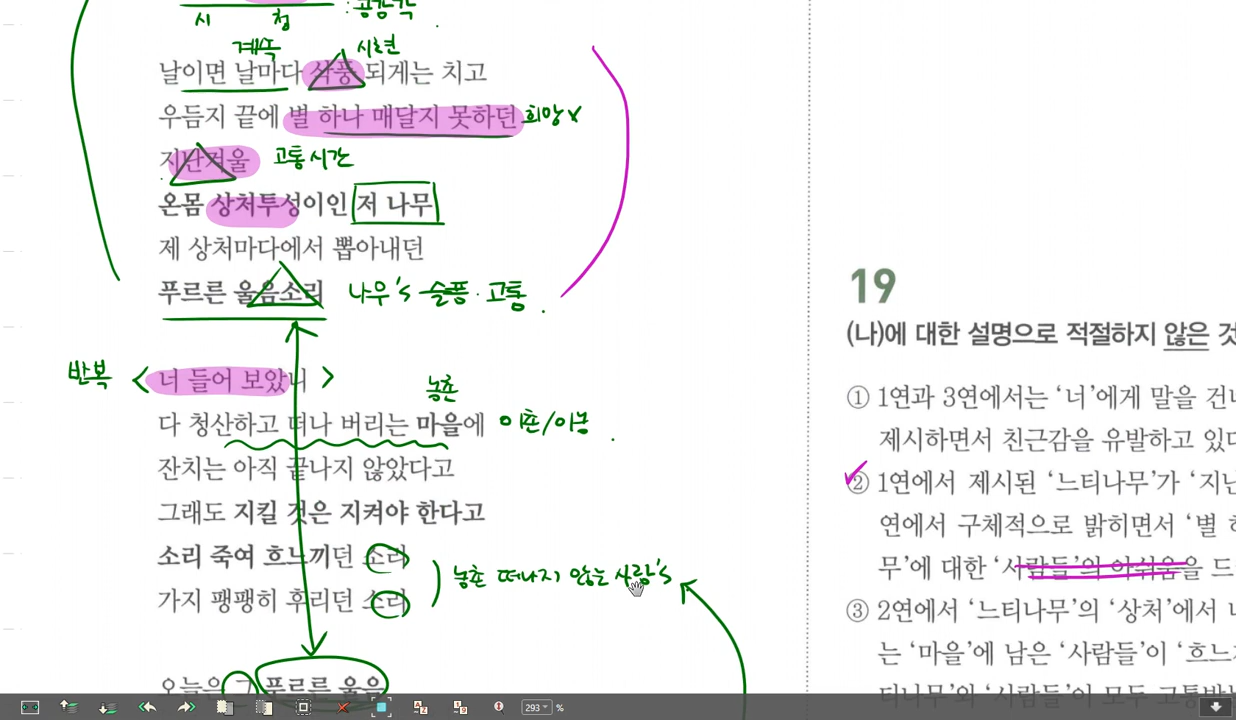 시 청 :공감각
계속 시련
날이면 날마다 삭풍 되게는 치고
우듬지 끝에 별 하나 매달지 못하던 희망x
지난겨울 고통시간
온몸 상처투성이인 저 나무
제 상처마다에서 뽑아내던
푸르른 울음소리 나무's 슬픔·고통.
반복 < 너 들어 보았니 >
농촌
다 청산하고 떠나 버리는 마을에 이촌/이농.
잔치는 아직 끝나지 않았다고
그래도 지킬 것은 지켜야 한다고
소리 죽여 흐느끼던 소리
가지 팽팽히 후리던 소리
농촌 떠나지 않는 사람's
오늘은 그 푸르른 울음
19
(나)에 대한 설명으로 적절하지 않은 것
① 1연과 3연에서는 '너'에게 말을 건
제시하면서 친근감을 유발하고 있다
② 1연에서 제시된 '느티나무'가 '지난
연에서 구체적으로 밝히면서 '별 하
무'에 대한 '사람들'의 아쉬움을 드
③ 2연에서 '느티나무'의 '상처'에서
는 '마을'에 남은 '사람들'이 '흐느
티나무'와 '사람들'이 모두 고통받
293 %